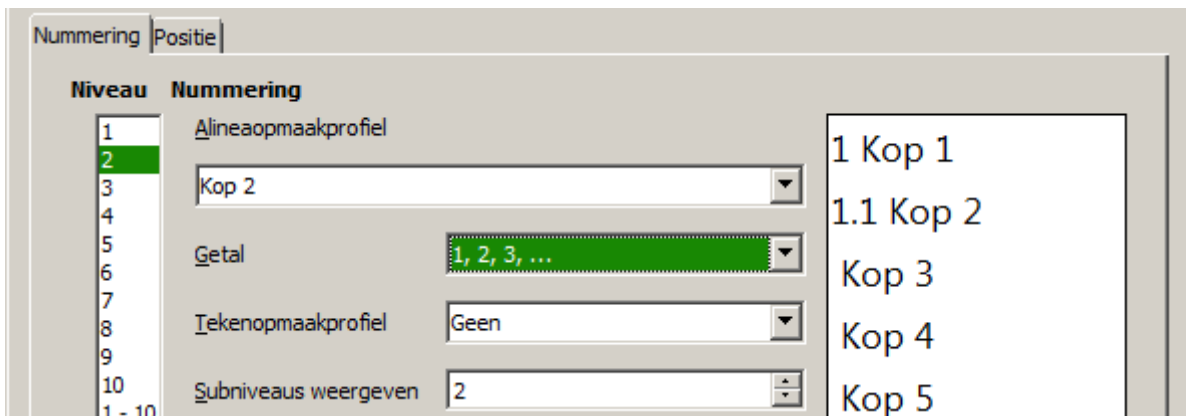 Nummering Positie
Niveau Nummering
1
2
3
4
5
6
7
8
9
10
1 - 10
Alineaopmaakprofiel
Kop 2
Getal 1, 2, 3, ...
Tekenopmaakprofiel Geen
Subniveaus weergeven 2
1 Kop 1
1.1 Kop 2
Kop 3
Kop 4
Kop 5